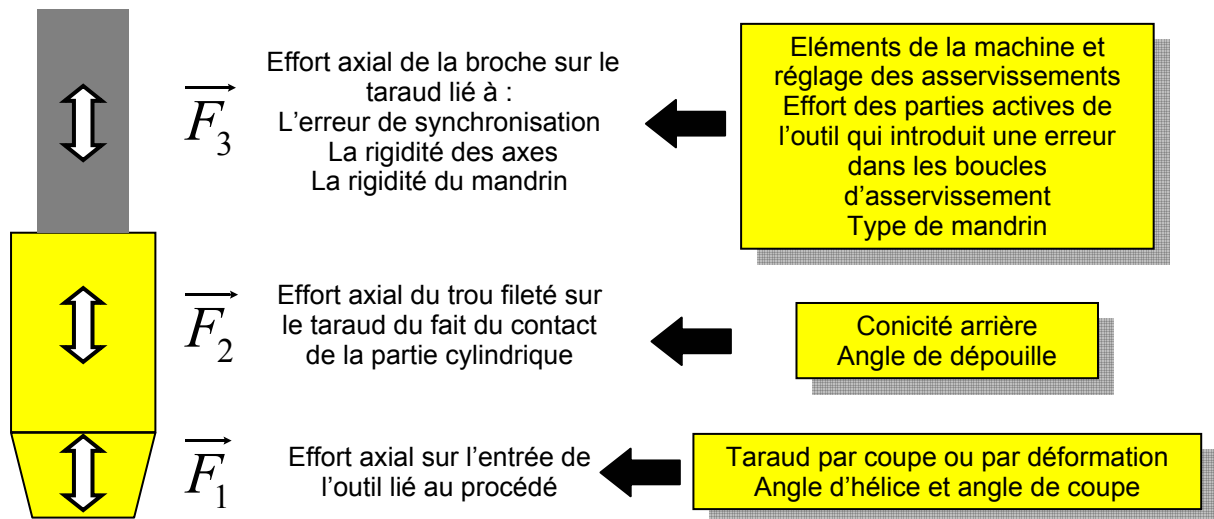 F3
Effort axial de la broche sur le
taraud lié à :
L'erreur de synchronisation
La rigidité des axes
La rigidité du mandrin
Eléments de la machine et
réglage des asservissements
Effort des parties actives de
l'outil qui introduit une erreur
dans les boucles
d'asservissement
Type de mandrin
F2
Effort axial du trou fileté sur
le taraud du fait du contact
de la partie cylindrique
Conicité arrière
Angle de dépouille
F1
Effort axial sur l'entrée de
l'outil lié au procédé
Taraud par coupe ou par déformation
Angle d'hélice et angle de coupe